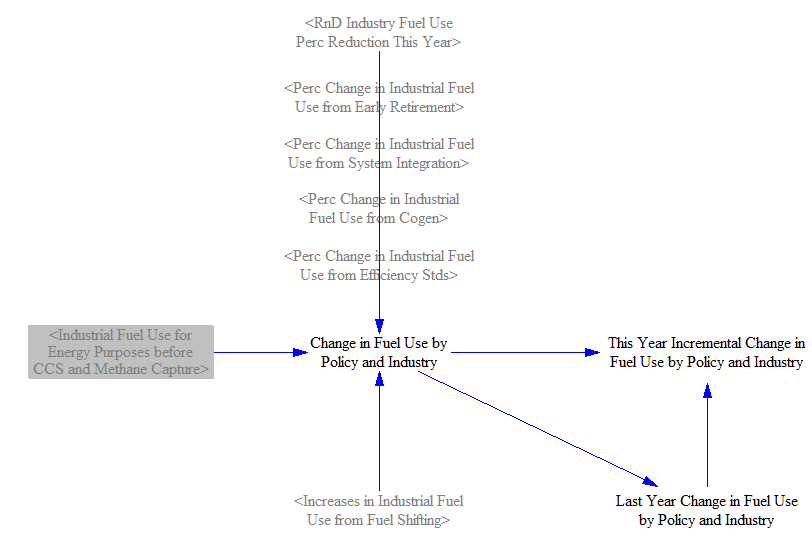 <RnD Industry Fuel Use
Perc Reduction This Year>
<Perc Change in Industrial Fuel
Use from Early Retirement>
<Perc Change in Industrial Fuel
Use from System Integration>
<Perc Change in Industrial
Fuel Use from Cogen>
<Perc Change in Industrial Fuel
Use from Efficiency Stds>
<Industrial Fuel Use for
Energy Purposes before
CCS and Methane Capture>
Change in Fuel Use by
Policy and Industry
This Year Incremental Change in
Fuel Use by Policy and Industry
<Increases in Industrial Fuel
Use from Fuel Shifting>
Last Year Change in Fuel Use
by Policy and Industry